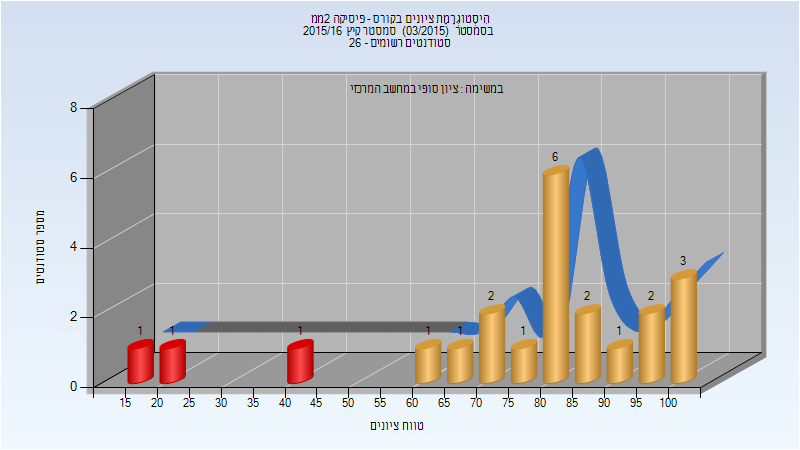 היסטוגרמת ציונים בקורס - פיסיקה 2ממ
בסמסטר (03/2015) סמסטר קיץ 2015/16
סטודנטים רשומים - 26
במשימה : ציון סופי במחשב המרכזי
מספר סטודנטים
8
6
4
2
0
1 1 1 1 1 2 1 6 2 1 2 3
15 20 25 30 35 40 45 50 55 60 65 70 75 80 85 90 95 100
טווח ציונים